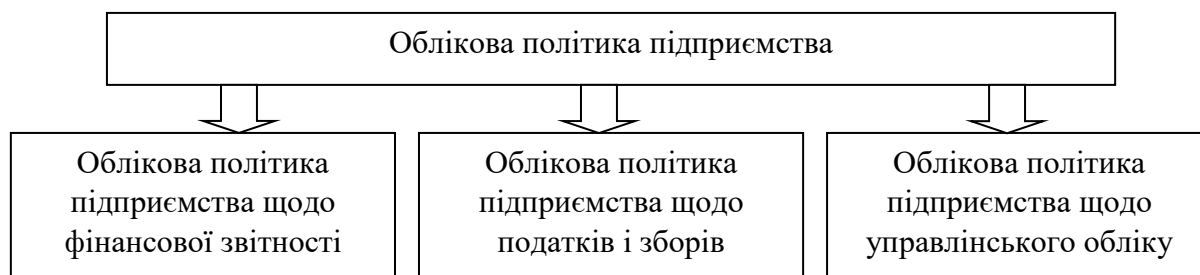 Облікова політика підприємства
Облікова політика
підприємства щодо
фінансової звітності
Облікова політика
підприємства щодо
податків і зборів
Облікова політика
підприємства щодо
управлінського обліку